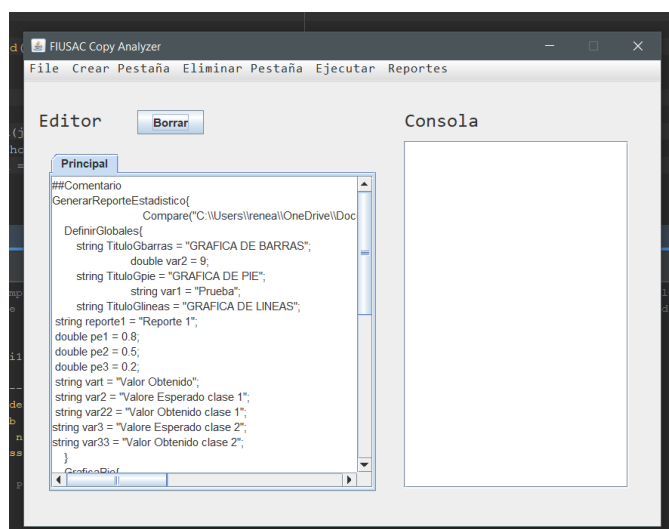 FIUSAC Copy Analyzer
File Crear Pestaña Eliminar Pestaña Ejecutar Reportes
Editor
Borrar
Consola
Principal
##Comentario
GenerarReporteEstadistico{
Compare("C:\\Users\\renea\\OneDrive\\Doc
DefinirGlobales{
string TituloGbarras = "GRAFICA DE BARRAS";
double var2 = 9;
string TituloGpie = "GRAFICA DE PIE";
string var1 = "Prueba";
string TituloGlineas = "GRAFICA DE LINEAS";
string reporte1 = "Reporte 1";
double pe1 = 0.8;
double pe2 = 0.5;
double pe3 = 0.2;
string vart = "Valor Obtenido";
string var2 = "Valore Esperado clase 1";
string var22 = "Valor Obtenido clase 1";
string var3 = "Valore Esperado clase 2";
string var33 = "Valor Obtenido clase 2";
}
GraficaPie{